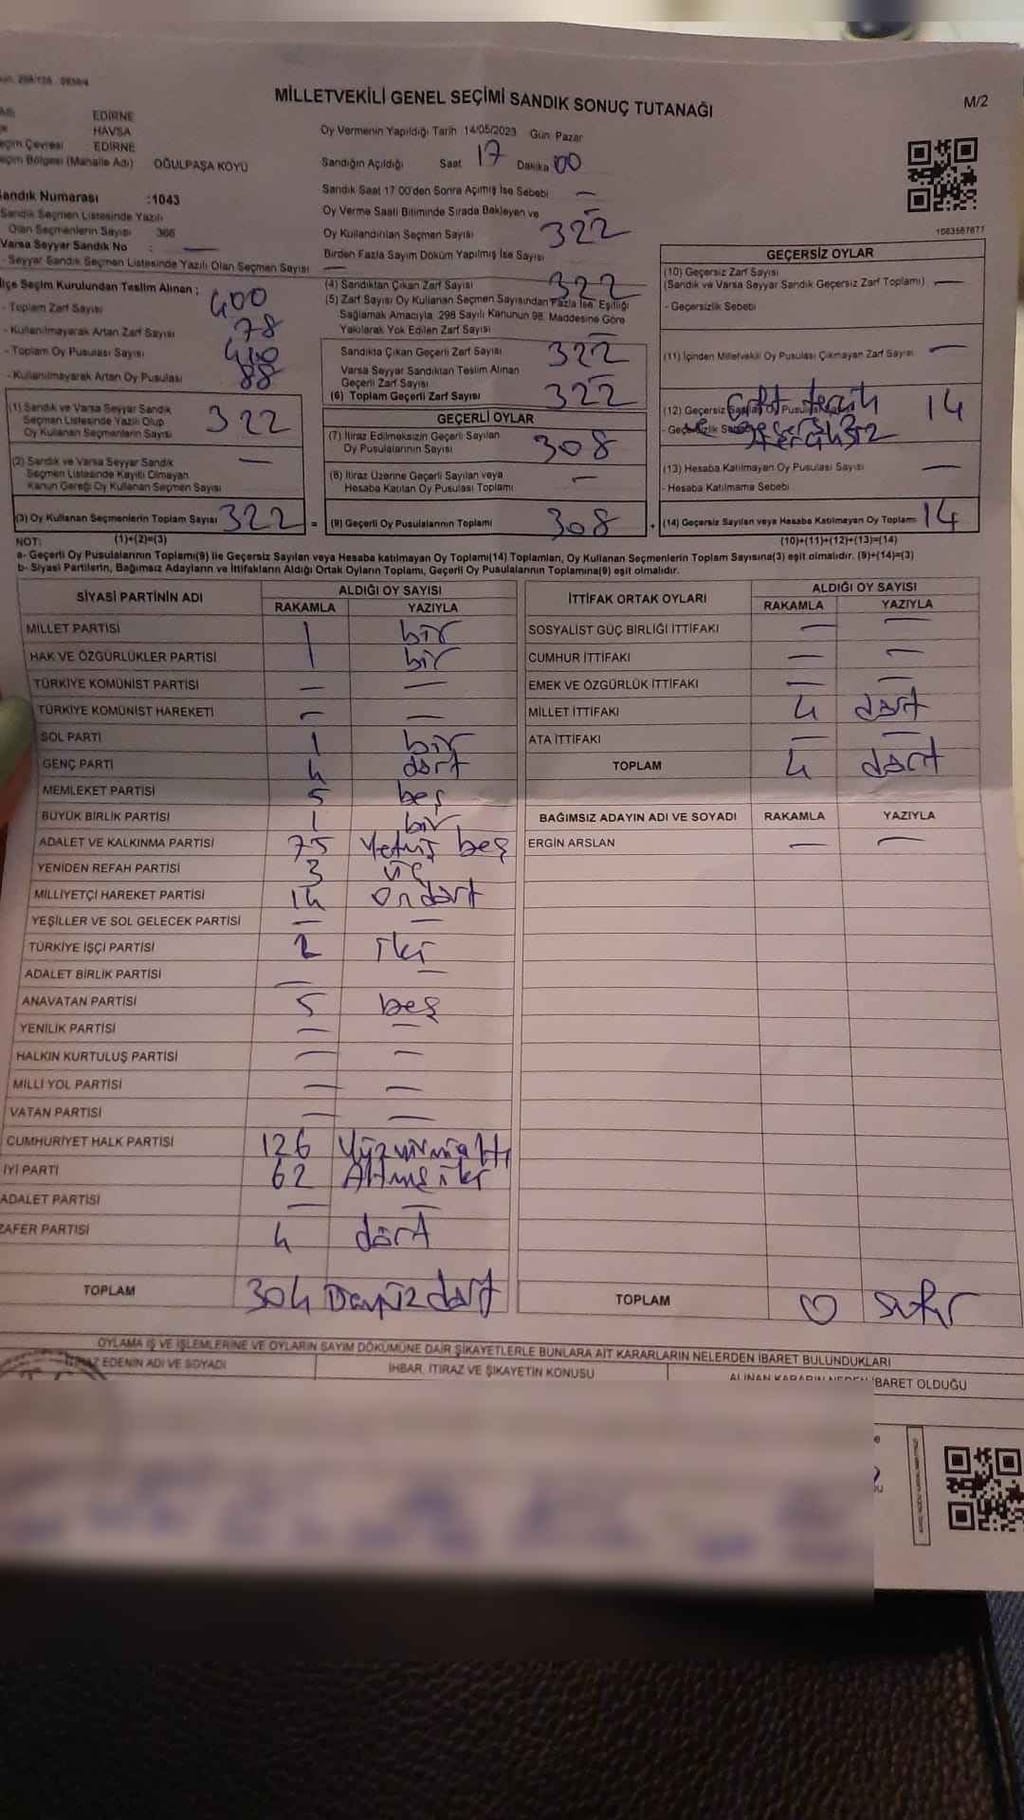 MİLLETVEKİLİ GENEL SEÇİMİ SANDIK SONUÇ TUTANAĞI
M/2
EDİRNE
HAVSA
EDİRNE
Bölgesi (Mahalle Adı) OĞULPAŞA KÖYÜ
Oy Vermenin Yapıldığı Tarih 14/05/2023 Gün Pazar
Sandığın Açıldığı Saat 17 Dakika 00
Sandık Saat 17 00'den Sonra Açılmış İse Sebebi —
Oy Verme Saati Bitiminde Sırada Bekleyen ve
Oy Kullandırılan Seçmen Sayısı
322
Birden Fazla Sayım Döküm Yapılmış İse Sayısı
Sandık Numarası :1043
Sandık Seçmen Listesinde Yazılı
Olan Seçmenlerin Sayısı 366
Varsa Seyyar Sandık No : —
- Seyyar Sandık Seçmen Listesinde Yazılı Olan Seçmen Sayısı —
İlçe Seçim Kurulundan Teslim Alınan ;
- Toplam Zarf Sayısı 400
- Kullanılmayarak Artan Zarf Sayısı 78
- Toplam Oy Pusulası Sayısı
- Kullanılmayarak Artan Oy Pusulası 88
(1) Sandık ve Varsa Seyyar Sandık
Seçmen Listesinde Yazılı Olup
Oy Kullanan Seçmenlerin Sayısı
322
(2) Sandık ve Varsa Seyyar Sandık
Seçmen Listesinde Kayıtlı Olmayan
Kanun Gereği Oy Kullanan Seçmen Sayısı
—
(3) Oy Kullanan Seçmenlerin Toplam Sayısı 322 =
(1)+(2)=(3)
(4) Sandıktan Çıkan Zarf Sayısı 322
(5) Zarf Sayısı Oy Kullanan Seçmen Sayısından Fazla İse, Eşitliği
Sağlamak Amacıyla, 298 Sayılı Kanunun 98. Maddesine Göre
Yakılarak Yok Edilen Zarf Sayısı —
Sandıkta Çıkan Geçerli Zarf Sayısı 322
Varsa Seyyar Sandıktan Teslim Alınan
Geçerli Zarf Sayısı —
(6) Toplam Geçerli Zarf Sayısı 322
GEÇERLİ OYLAR
(7) İtiraz Edilmeksizin Geçerli Sayılan
Oy Pusulalarının Sayısı
308
(8) İtiraz Üzerine Geçerli Sayılan veya
Hesaba Katılan Oy Pusulası Toplamı
—
(9) Geçerli Oy Pusulalarının Toplamı 308 +
1083587877
GEÇERSİZ OYLAR
(10) Geçersiz Zarf Sayısı
(Sandık ve Varsa Seyyar Sandık Geçersiz Zarf Toplamı) —
- Geçersizlik Sebebi
(11) İçinden Milletvekili Oy Pusulası Çıkmayan Zarf Sayısı —
(12) Geçersiz
14
(13) Hesaba Katılmayan Oy Pusulası Sayısı —
- Hesaba Katılmama Sebebi
(14) Geçersiz Sayılan veya Hesaba Katılmayan Oy Toplamı 14
(10)+(11)+(12)+(13)=(14)
NOT:
a- Geçerli Oy Pusulalarının Toplamı(9) ile Geçersiz Sayılan veya Hesaba katılmayan Oy Toplamı(14) Toplamları, Oy Kullanan Seçmenlerin Toplam Sayısına(3) eşit olmalıdır. (9)+(14)=(3)
b- Siyasi Partilerin, Bağımsız Adayların ve İttifakların Aldığı Ortak Oyların Toplamı, Geçerli Oy Pusulalarının Toplamına(9) eşit olmalıdır.
SİYASİ PARTİNİN ADI
ALDIĞI OY SAYISI
RAKAMLA YAZIYLA
MİLLET PARTİSİ 1 bir
HAK VE ÖZGÜRLÜKLER PARTİSİ 1 bir
TÜRKİYE KOMÜNİST PARTİSİ — —
TÜRKİYE KOMÜNİST HAREKETİ — —
SOL PARTİ 1 bir
GENÇ PARTİ 4 dört
MEMLEKET PARTİSİ 5 beş
BÜYÜK BİRLİK PARTİSİ 1 bir
ADALET VE KALKINMA PARTİSİ 75 Yetmiş beş
YENİDEN REFAH PARTİSİ 3 üç
MİLLİYETÇİ HAREKET PARTİSİ 14 on dört
YEŞİLLER VE SOL GELECEK PARTİSİ — —
TÜRKİYE İŞÇİ PARTİSİ 2 iki
ADALET BİRLİK PARTİSİ — —
ANAVATAN PARTİSİ 5 beş
YENİLİK PARTİSİ — —
HALKIN KURTULUŞ PARTİSİ — —
MİLLİ YOL PARTİSİ — —
VATAN PARTİSİ — —
CUMHURİYET HALK PARTİSİ 126 Yüzyirmialtı
İYİ PARTİ 62 Altmış iki
ADALET PARTİSİ — —
ZAFER PARTİSİ 4 dört
TOPLAM 304 dört
İTTİFAK ORTAK OYLARI
ALDIĞI OY SAYISI
RAKAMLA YAZIYLA
SOSYALİST GÜÇ BİRLİĞİ İTTİFAKI — —
CUMHUR İTTİFAKI — —
EMEK VE ÖZGÜRLÜK İTTİFAKI — —
MİLLET İTTİFAKI 4 dört
ATA İTTİFAKI — —
TOPLAM 4 dört
BAĞIMSIZ ADAYIN ADI VE SOYADI RAKAMLA YAZIYLA
ERGİN ARSLAN — —
TOPLAM 0 sıfır
OYLAMA İŞ VE İŞLEMLERİNE VE OYLARIN SAYIM DÖKÜMÜNE DAİR ŞİKAYETLERLE BUNLARA AİT KARARLARIN NELERDEN İBARET BULUNDUKLARI
EDENİN ADI VE SOYADI
İHBAR, İTİRAZ VE ŞİKAYETİN KONUSU
ALINAN KARARIN NEDEN İBARET OLDUĞU